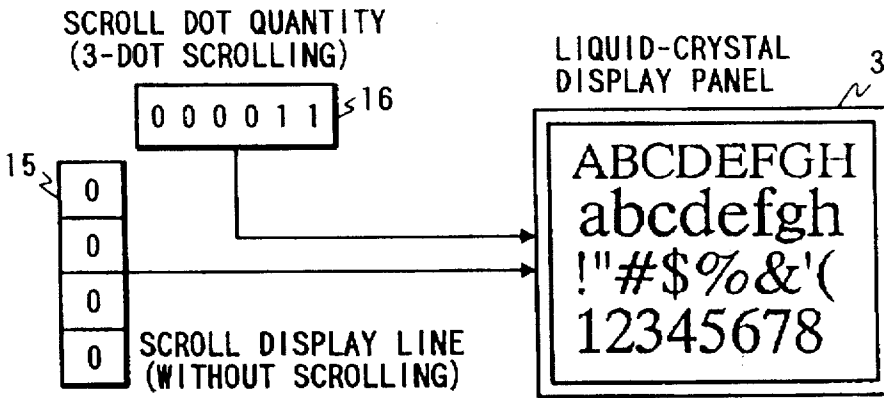 SCROLL DOT QUANTITY
(3-DOT SCROLLING)
0 0 0 0 1 1
16
15
0
0
0
0
SCROLL DISPLAY LINE
(WITHOUT SCROLLING)
LIQUID-CRYSTAL
DISPLAY PANEL
3
ABCDEFGH
abcdefgh
!"#$%&'(
12345678